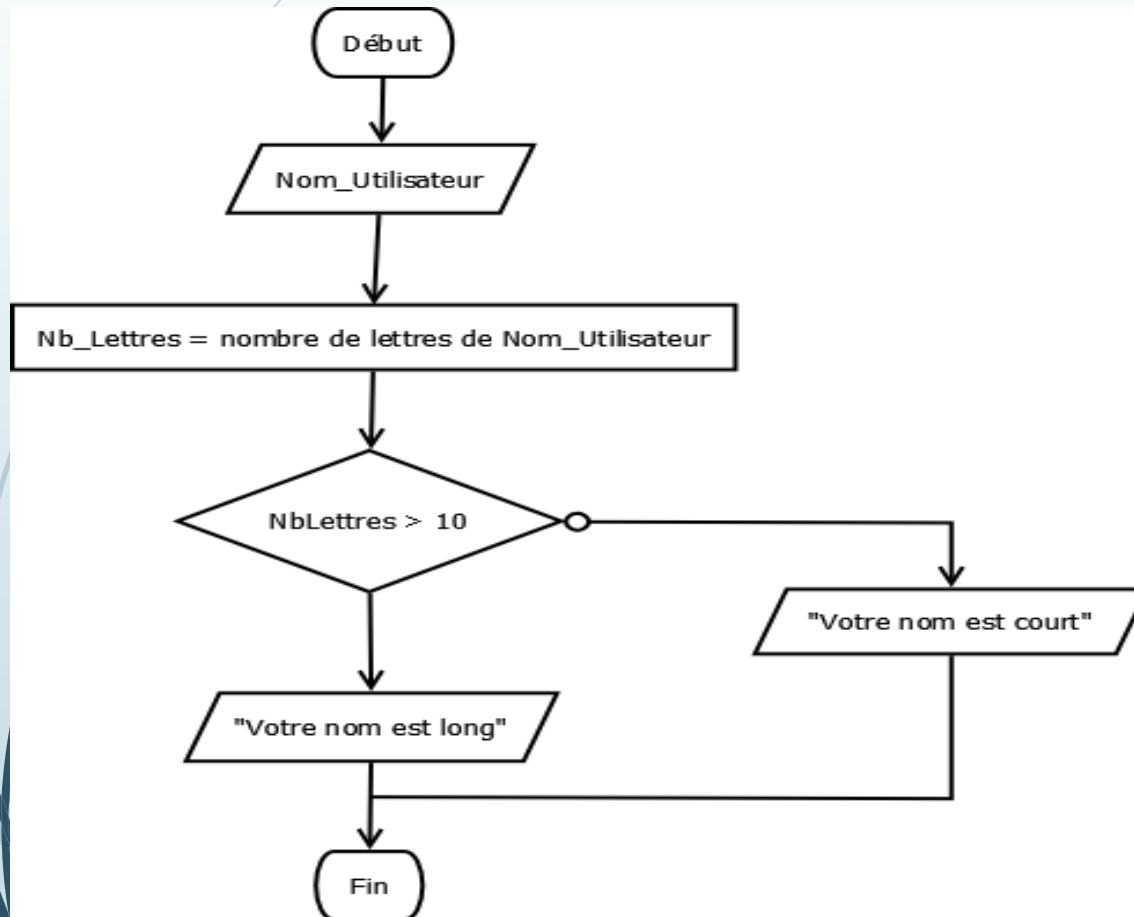 Début
Nom_Utilisateur
Nb_Lettres = nombre de lettres de Nom_Utilisateur
NbLettres > 10
"Votre nom est court"
"Votre nom est long"
Fin